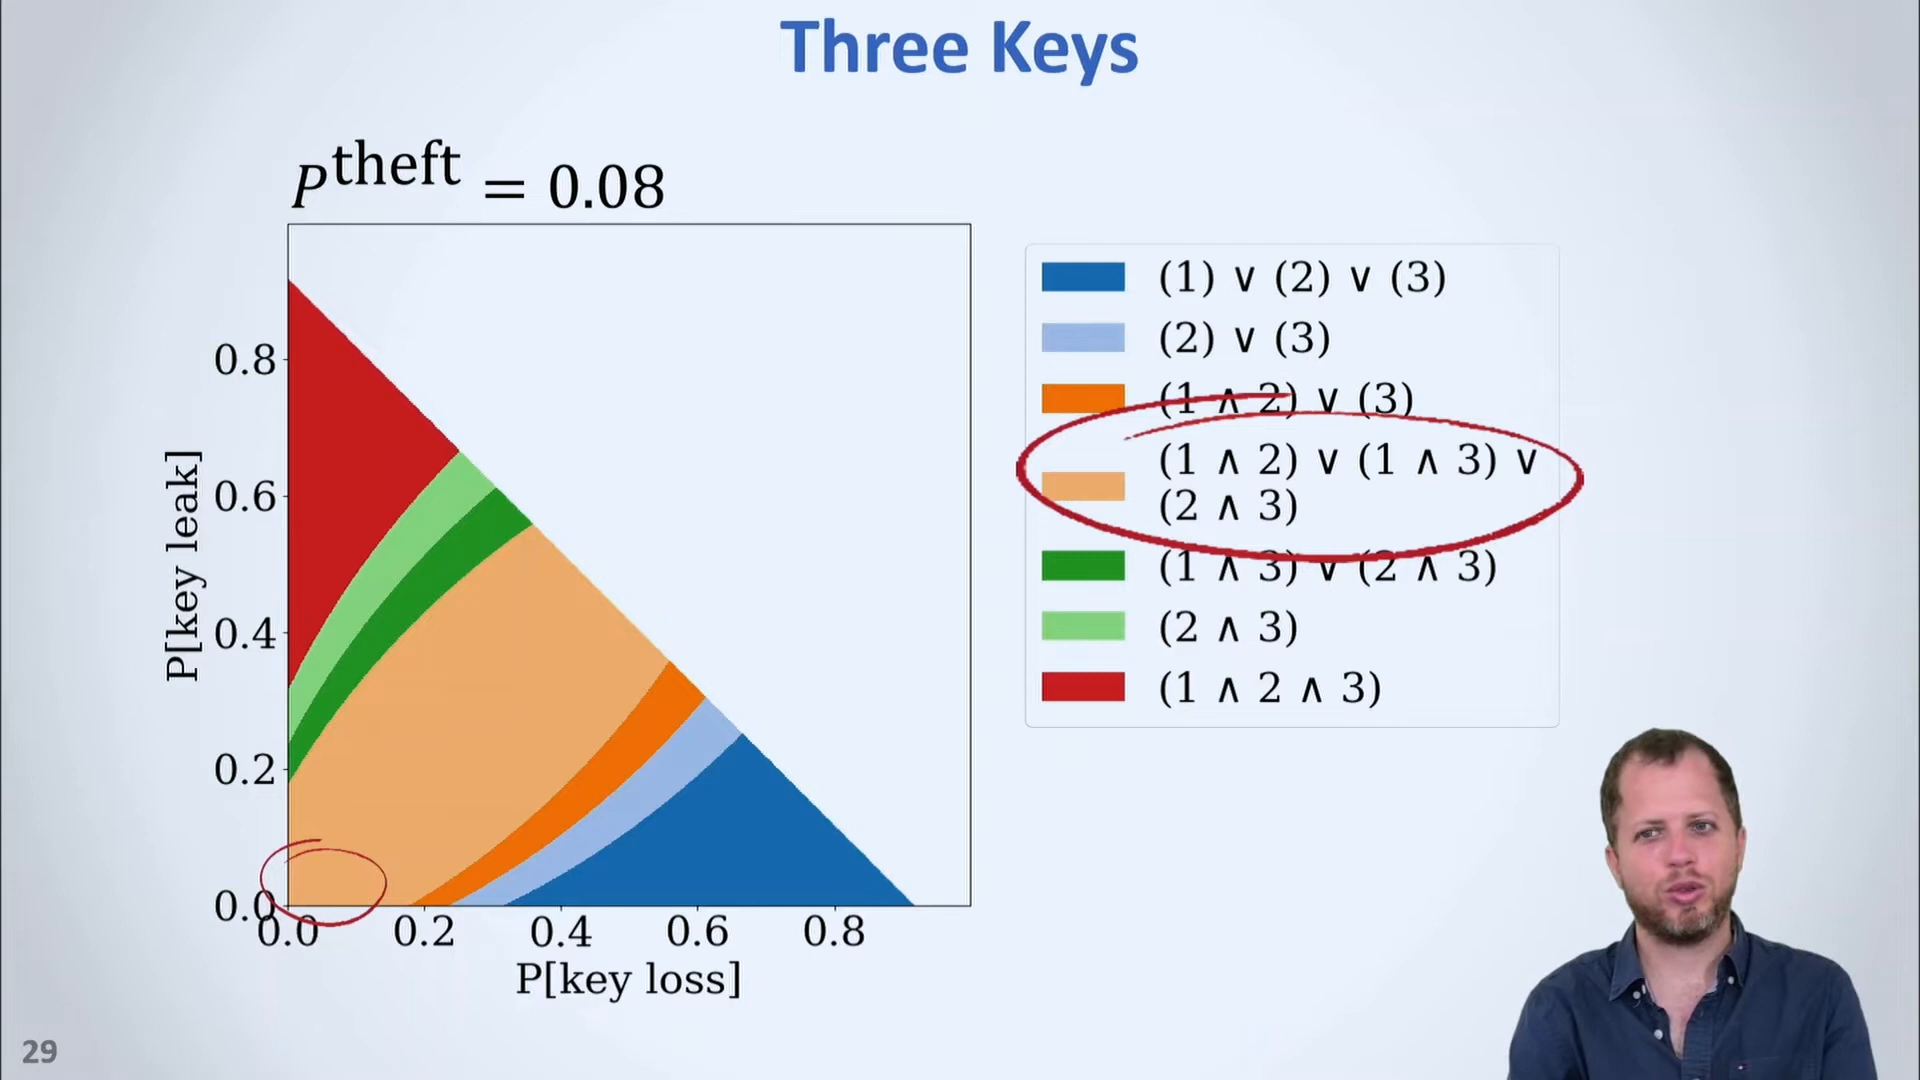 Three Keys
P^theft = 0.08
0.8
0.6
0.4
0.2
0.0
P[key leak]
0.0 0.2 0.4 0.6 0.8
P[key loss]
(1) ∨ (2) ∨ (3)
(2) ∨ (3)
(1 ∧ 2) ∨ (3)
(1 ∧ 2) ∨ (1 ∧ 3) ∨
(2 ∧ 3)
(1 ∧ 3) ∨ (2 ∧ 3)
(2 ∧ 3)
(1 ∧ 2 ∧ 3)
29